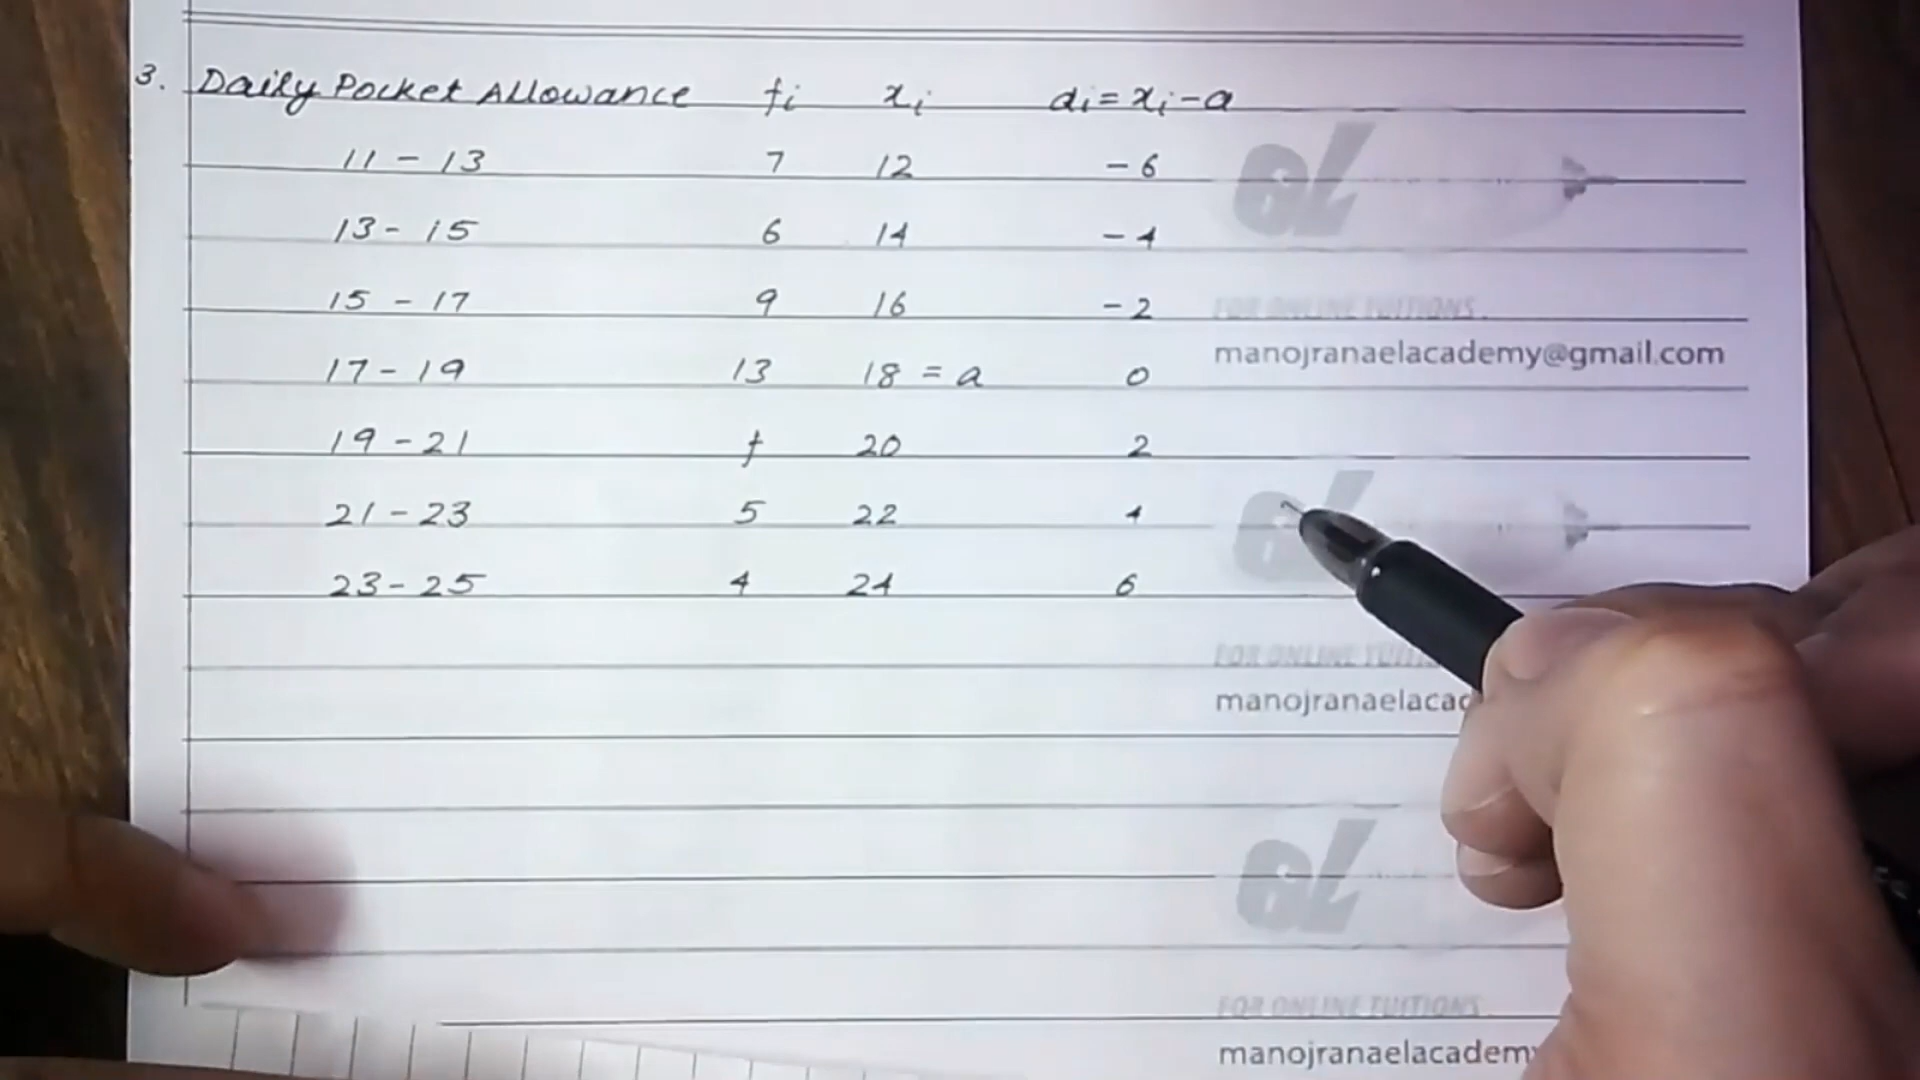 3. Daily Pocket Allowance fi xi di = xi - a
11 - 13 7 12 - 6
13 - 15 6 14 - 4
15 - 17 9 16 - 2
FOR ONLINE TUITIONS.
manojranaelacademy@gmail.com
17 - 19 13 18 = a 0
19 - 21 f 20 2
21 - 23 5 22 4
23 - 25 4 24 6
FOR ONLINE
manojranaelacad
FOR ONLINE TUITIONS.
manojranaelacadem